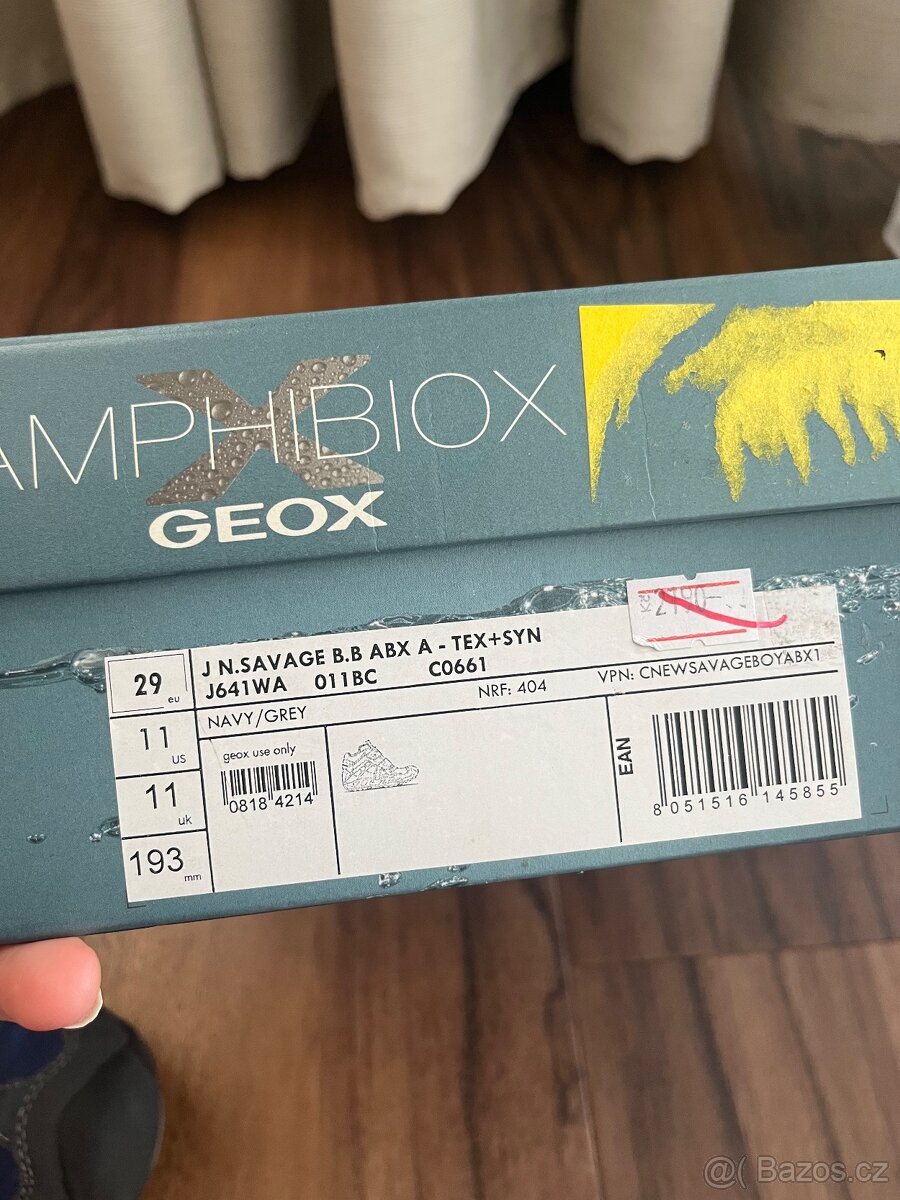 AMPHIBIOX
GEOX
2190-
29 eu
J N.SAVAGE B.B ABX A - TEX+SYN
J641WA 011BC C0661
NRF: 404 VPN: CNEWSAVAGEBOYABX1
NAVY/GREY
11 US
11 uk
193 mm
geox use only
0818 4214
EAN
8 051516 145855
@( Bazos.cz